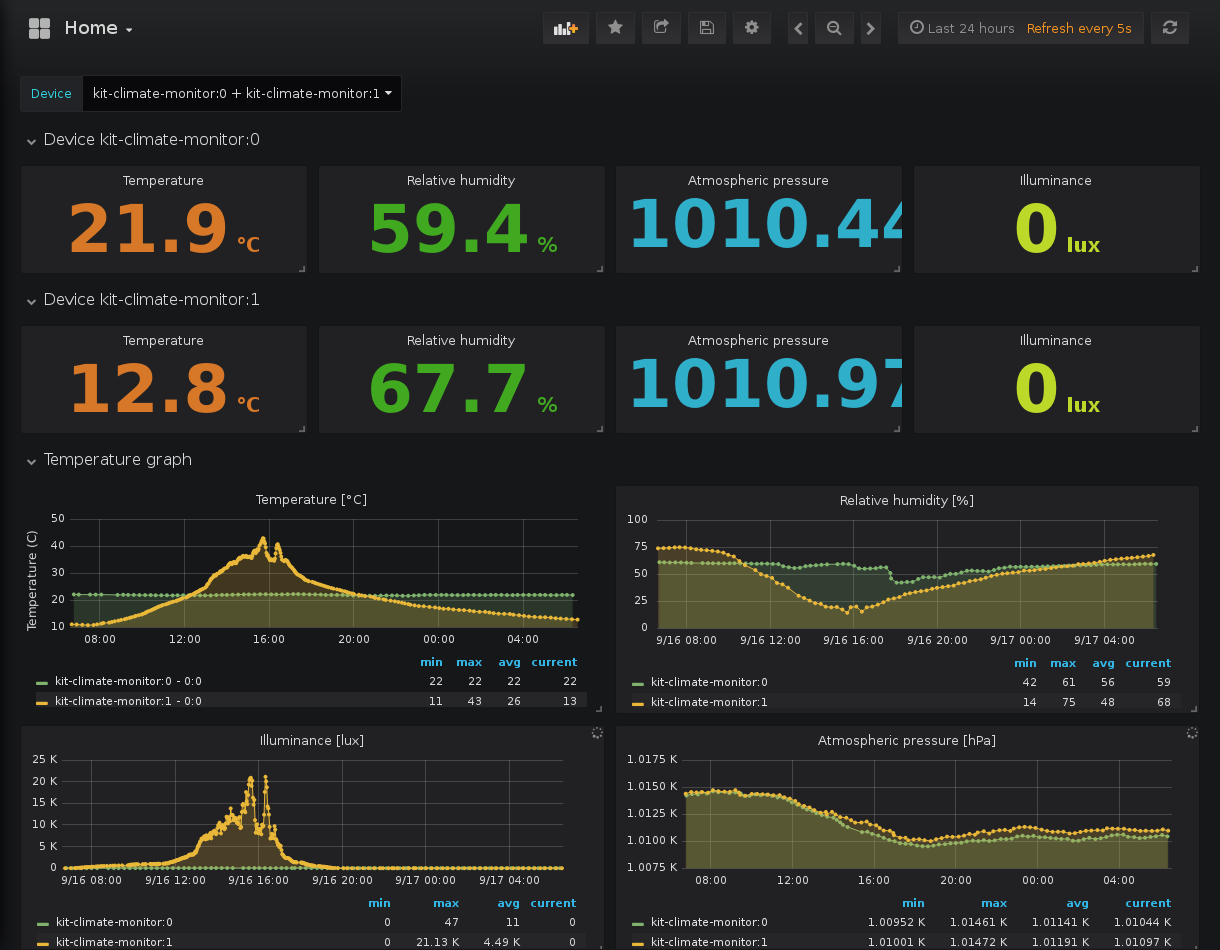 Home
Last 24 hours Refresh every 5s
Device kit-climate-monitor:0 + kit-climate-monitor:1
Device kit-climate-monitor:0
Temperature Relative humidity Atmospheric pressure Illuminance
21.9 °C 59.4 % 1010.44 0 lux
Device kit-climate-monitor:1
Temperature Relative humidity Atmospheric pressure Illuminance
12.8 °C 67.7 % 1010.97 0 lux
Temperature graph
Temperature [°C]
Temperature (C)
50
40
30
20
10
08:00 12:00 16:00 20:00 00:00 04:00
min max avg current
kit-climate-monitor:0 - 0:0 22 22 22 22
kit-climate-monitor:1 - 0:0 11 43 26 13
Relative humidity [%]
100
75
50
25
0
9/16 08:00 9/16 12:00 9/16 16:00 9/16 20:00 9/17 00:00 9/17 04:00
min max avg current
kit-climate-monitor:0 42 61 56 59
kit-climate-monitor:1 14 75 48 68
Illuminance [lux]
25 K
20 K
15 K
10 K
5 K
0
9/16 08:00 9/16 12:00 9/16 16:00 9/16 20:00 9/17 00:00 9/17 04:00
min max avg current
kit-climate-monitor:0 0 47 11 0
kit-climate-monitor:1 0 21.13 K 4.49 K 0
Atmospheric pressure [hPa]
1.0175 K
1.0150 K
1.0125 K
1.0100 K
1.0075 K
08:00 12:00 16:00 20:00 00:00 04:00
min max avg current
kit-climate-monitor:0 1.00952 K 1.01461 K 1.01141 K 1.01044 K
kit-climate-monitor:1 1.01001 K 1.01472 K 1.01191 K 1.01097 K